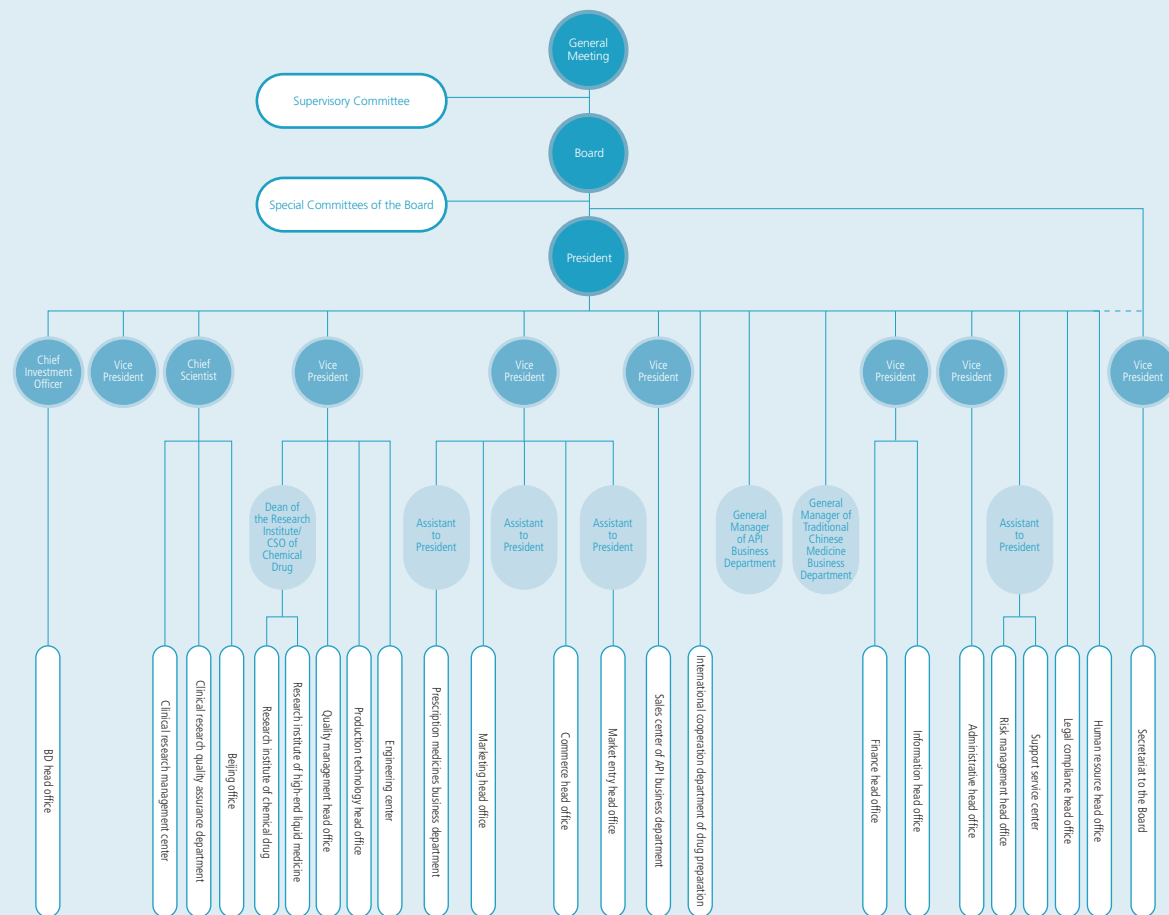 General
Meeting
Supervisory Committee
Board
Special Committees of the Board
President
Chief
Investment
Officer
Vice
President
Chief
Scientist
Vice
President
Vice
President
Vice
President
Vice
President
Vice
President
Vice
President
Dean of
the Research
Institute/
CSO of
Chemical
Drug
Assistant
to
President
Assistant
to
President
Assistant
to
President
General
Manager
of API
Business
Department
General
Manager of
Traditional
Chinese
Medicine
Business
Department
Assistant
to
President
BD head office
Clinical research management center
Clinical research quality assurance department
Beijing office
Research institute of chemical drug
Research institute of high-end liquid medicine
Quality management head office
Production technology head office
Engineering center
Prescription medicines business department
Marketing head office
Commerce head office
Market entry head office
Sales center of API business department
International cooperation department of drug preparation
Finance head office
Information head office
Administrative head office
Risk management head office
Support service center
Legal compliance head office
Human resource head office
Secretariat to the Board